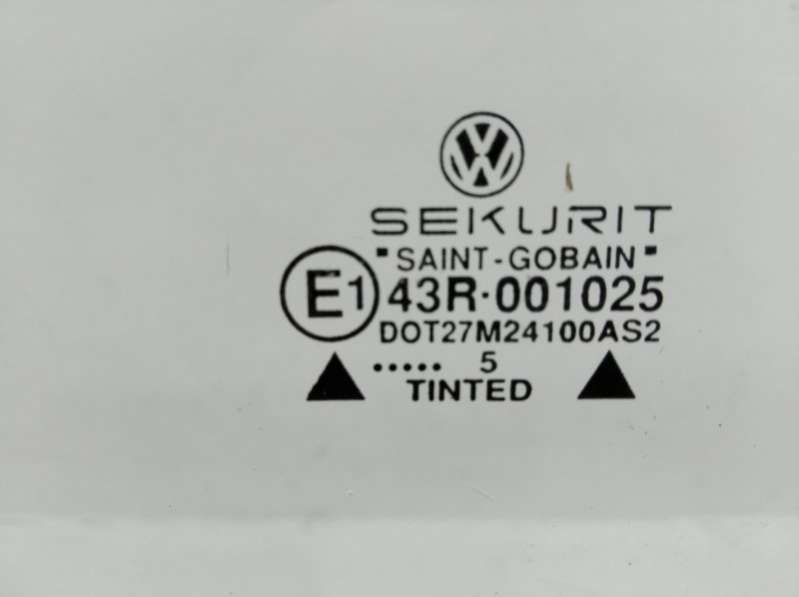 SEKURIT
"SAINT-GOBAIN"
E1 43R·001025
DOT27M24100AS2
..... 5
TINTED